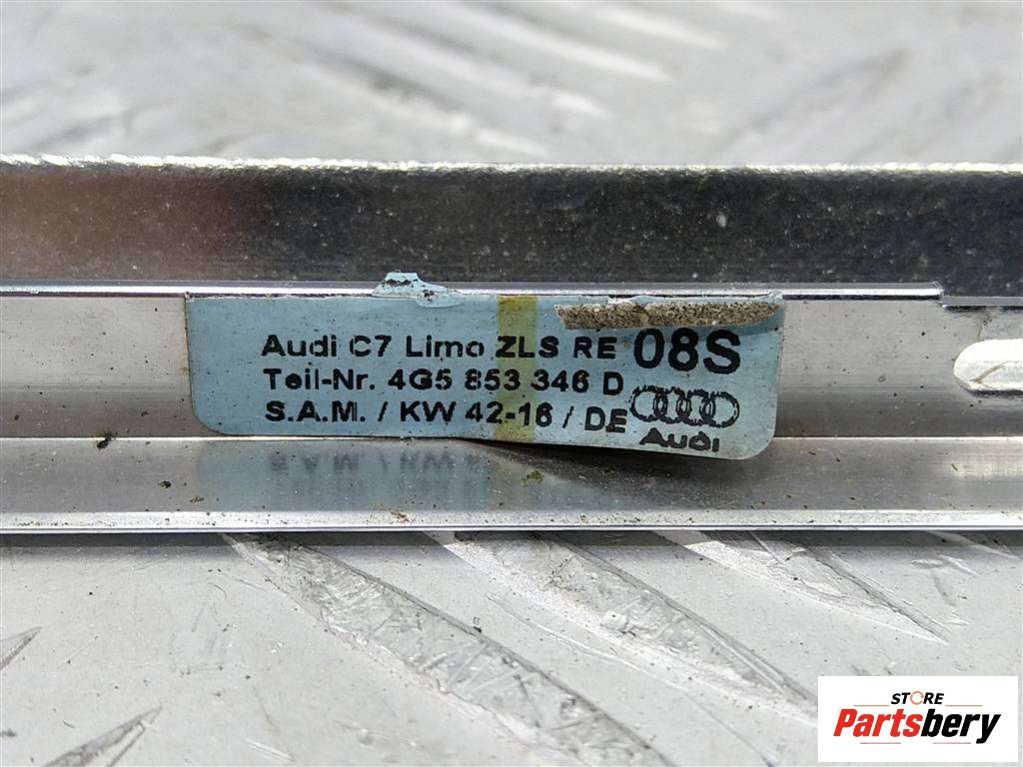 Audi C7 Limo ZLS RE 08S
Teil-Nr. 4G5 853 346 D
S.A.M. / KW 42-16 / DE
Audi
STORE
Partsbery